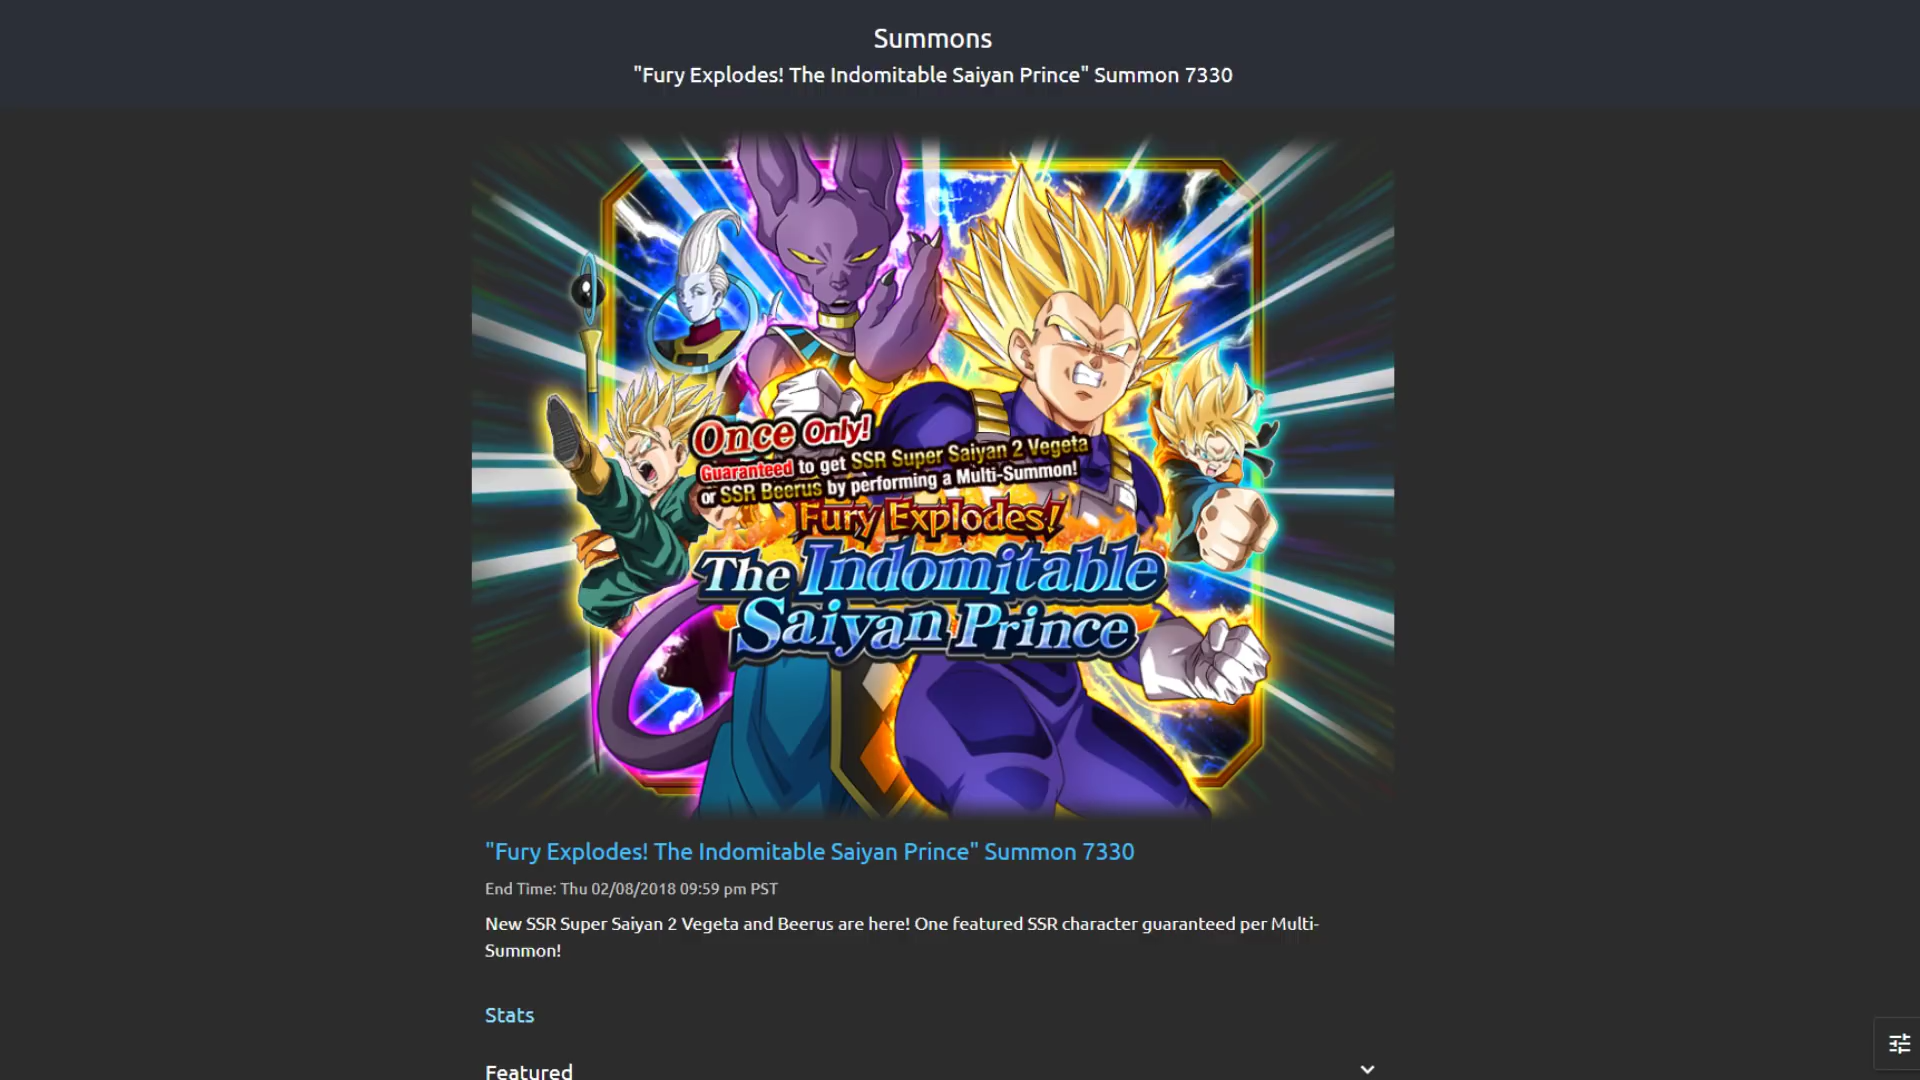 Summons
"Fury Explodes! The Indomitable Saiyan Prince" Summon 7330
Once Only!
Guaranteed to get SSR Super Saiyan 2 Vegeta
or SSR Beerus by performing a Multi-Summon!
Fury Explodes!
The Indomitable
Saiyan Prince
"Fury Explodes! The Indomitable Saiyan Prince" Summon 7330
End Time: Thu 02/08/2018 09:59 pm PST
New SSR Super Saiyan 2 Vegeta and Beerus are here! One featured SSR character guaranteed per Multi-
Summon!
Stats
Featured